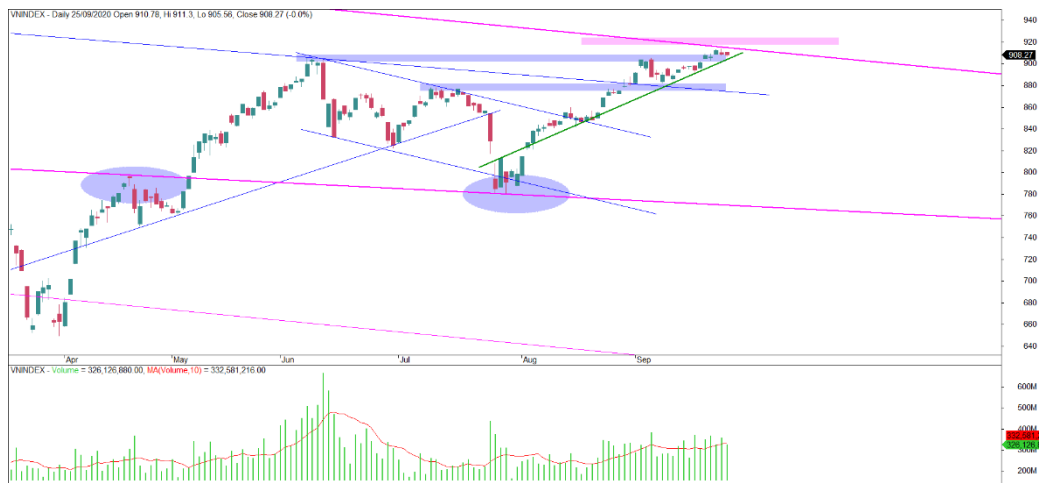 VNINDEX - Daily 25/09/2020 Open 910.78, Hi 911.3, Lo 905.56, Close 908.27 (-0.0%)
940
920
908.27
900
880
860
840
820
800
780
760
740
720
700
680
660
640
Apr May Jun Jul Aug Sep
VNINDEX - Volume = 326,126,880.00, MA(Volume,10) = 332,581,216.00
600M
500M
400M
300M
200M